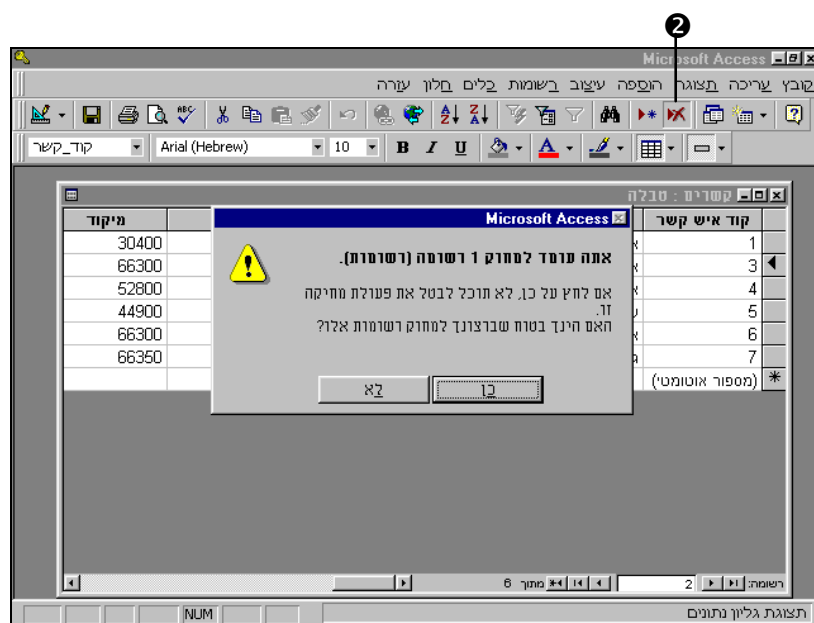 ❷
Microsoft Access
קובץ עריכה תצוגה הוספה עיצוב רשומות כלים חלון עזרה
קוד_קשר Arial (Hebrew) 10 B I U A
קשרים : טבלה
קוד איש קשר מיקוד
1 30400
3 66300
4 52800
5 44900
6 66300
7 66350
(מספור אוטומטי)
Microsoft Access
אתה עומד למחוק 1 רשומה (רשומות).
אם לחץ על כן, לא תוכל לבטל את פעולת מחיקה
זו.
האם הינך בטוח שברצונך למחוק רשומות אלו?
כן לא
רשומה: 2 מתוך 6
תצוגת גליון נתונים NUM